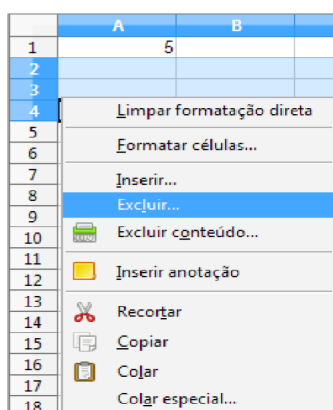 A B
1 5
2
3
4
Limpar formatação direta
5
Formatar células...
6
7
Inserir...
8
Excluir...
9
10
Excluir conteúdo...
11
12
Inserir anotação
13
Recortar
14
15
Copiar
16
Colar
17
Colar especial...
18